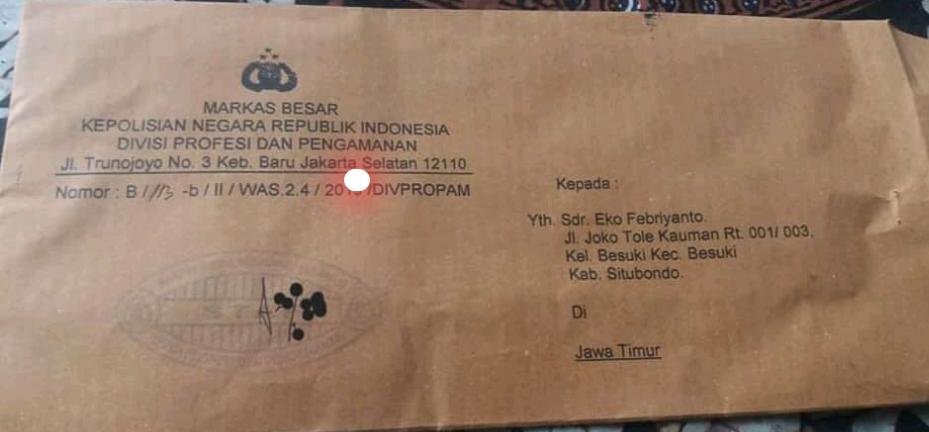 MARKAS BESAR
KEPOLISIAN NEGARA REPUBLIK INDONESIA
DIVISI PROFESI DAN PENGAMANAN
Jl. Trunojoyo No. 3 Keb. Baru Jakarta Selatan 12110
Nomor : B / 113 -b / II / WAS.2.4 / 20 /DIVPROPAM
Kepada :
Yth. Sdr. Eko Febriyanto.
Jl. Joko Tole Kauman Rt. 001/ 003,
Kel. Besuki Kec. Besuki
Kab. Situbondo.
Di
Jawa Timur